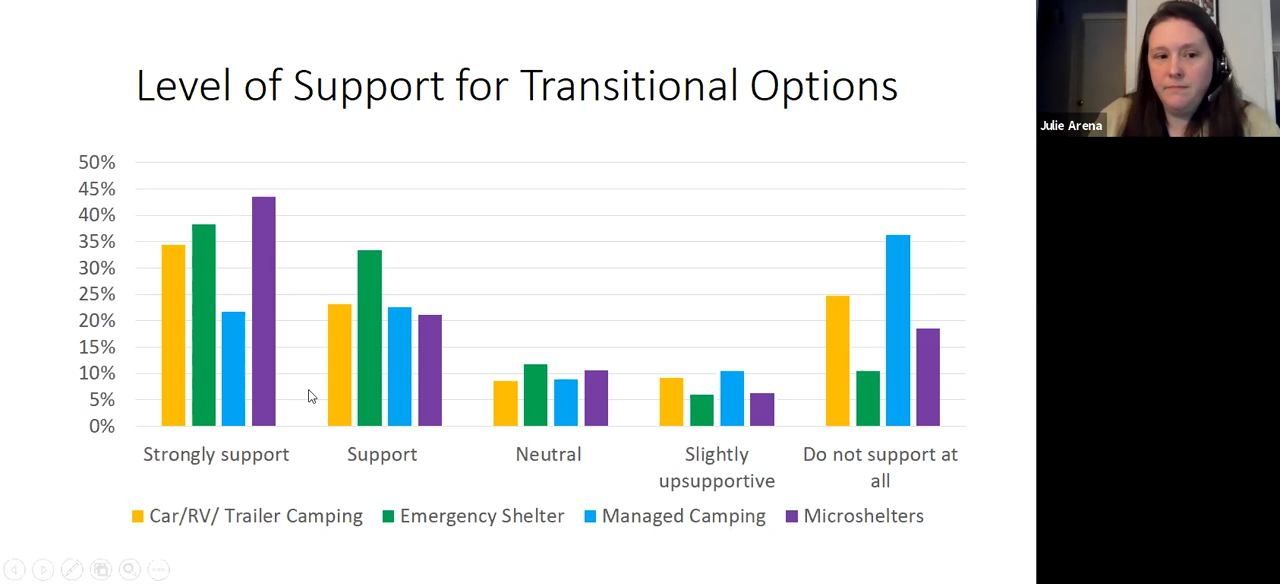 Level of Support for Transitional Options
50%
45%
40%
35%
30%
25%
20%
15%
10%
5%
0%
Strongly support
Support
Neutral
Slightly
upsupportive
Do not support at
all
Car/RV/ Trailer Camping
Emergency Shelter
Managed Camping
Microshelters
Julie Arena